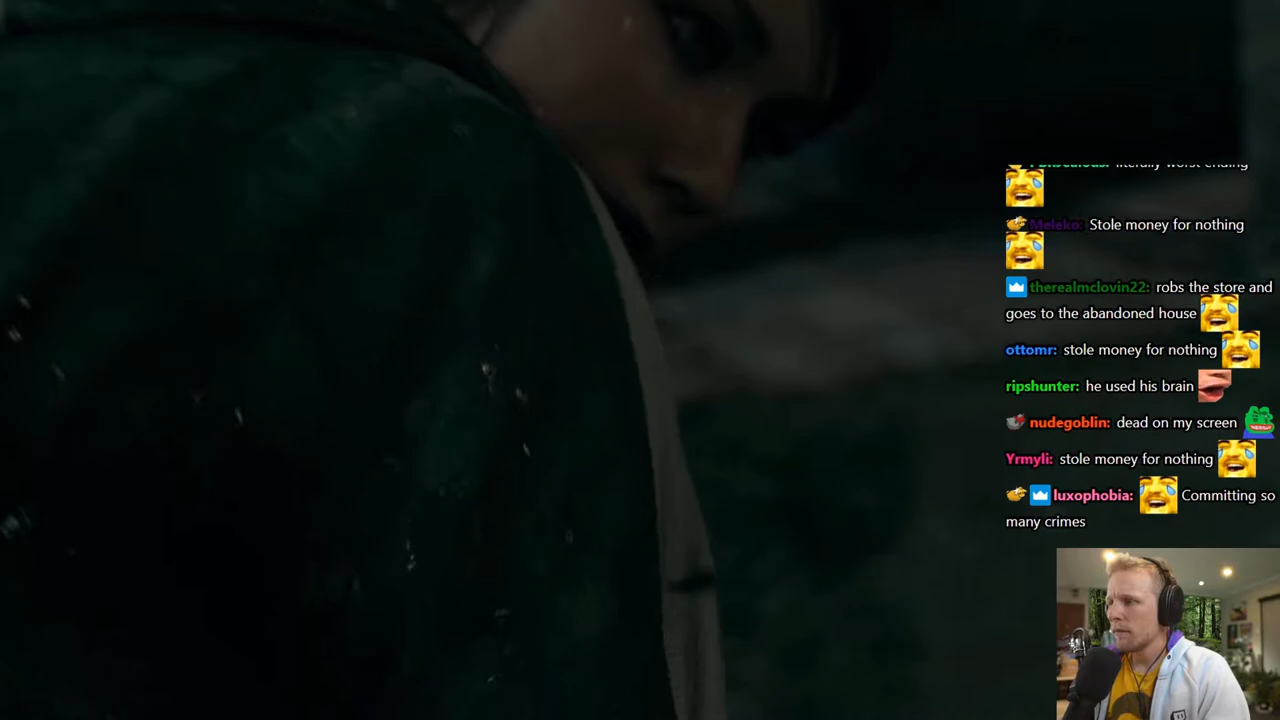 literally worst ending
Meleko: Stole money for nothing
therealmclovin22: robs the store and
goes to the abandoned house
ottomr: stole money for nothing
ripshunter: he used his brain
nudegoblin: dead on my screen
Yrmyli: stole money for nothing
luxophobia: Committing so
many crimes